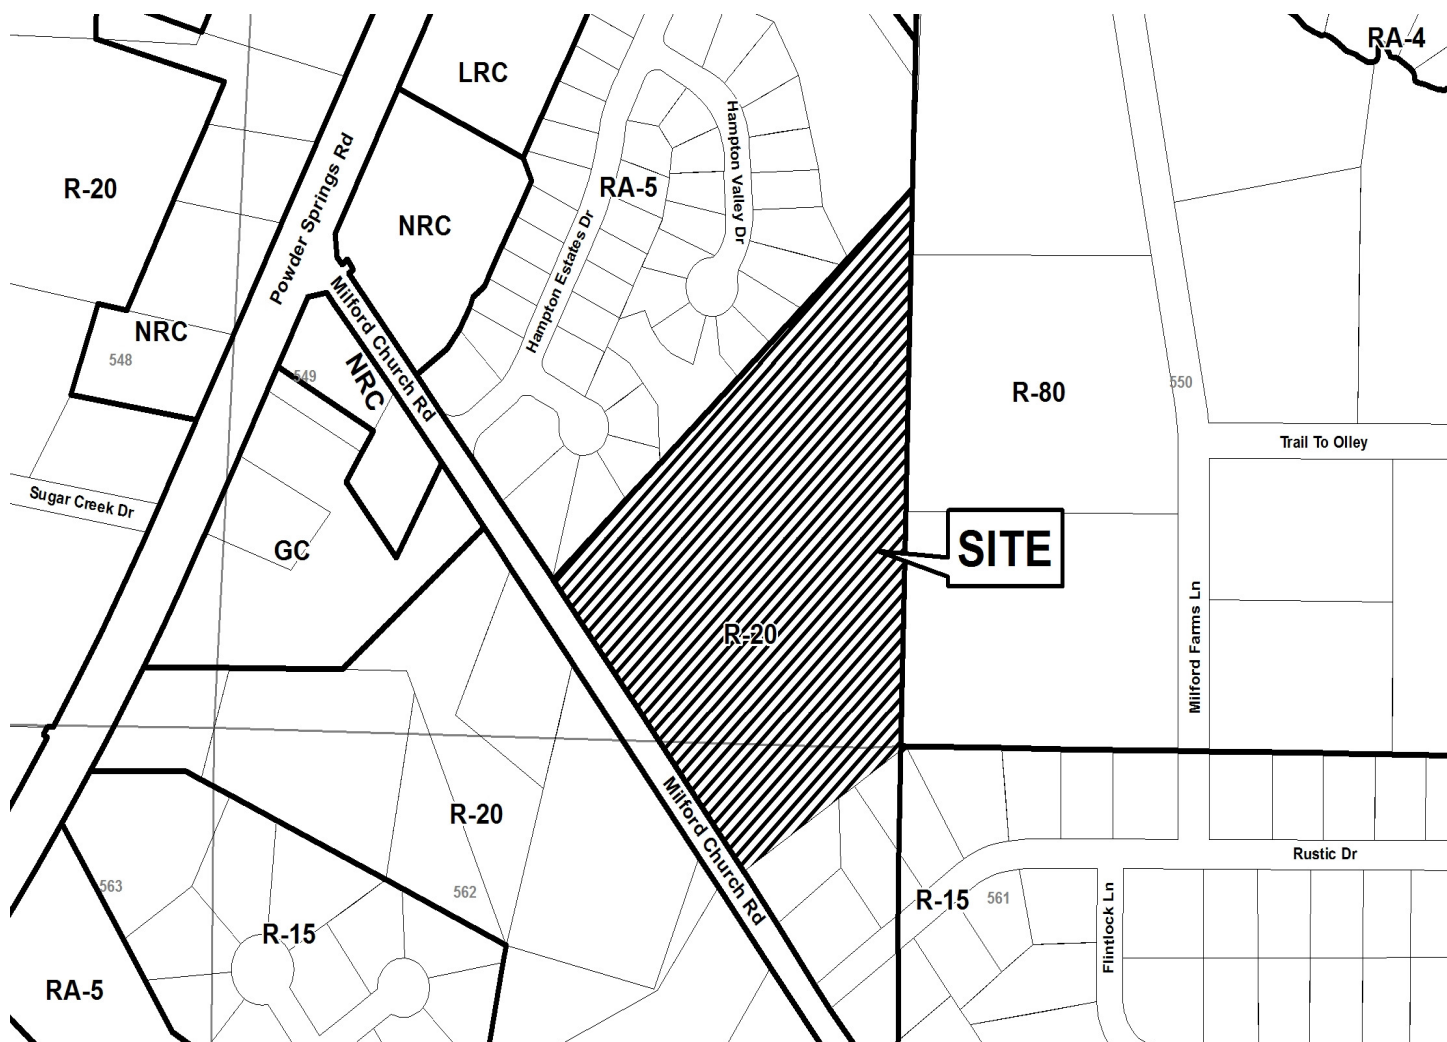 RA-4
LRC
Hampton Valley Dr
Powder Springs Rd
R-20
RA-5
NRC
Hampton Estates Dr
Milford Church Rd
NRC
548
549
NRC
R-80
550
Trail To Olley
Sugar Creek Dr
GC
SITE
R-20
Milford Farms Ln
R-20
Milford Church Rd
Rustic Dr
563
562
R-15
561
Flintlock Ln
R-15
RA-5